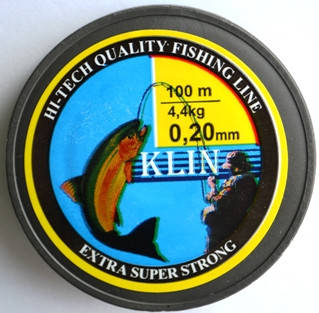 HI-TECH QUALITY FISHING LINE
100 m
4,4kg
0,20mm
KLIN
EXTRA SUPER STRONG